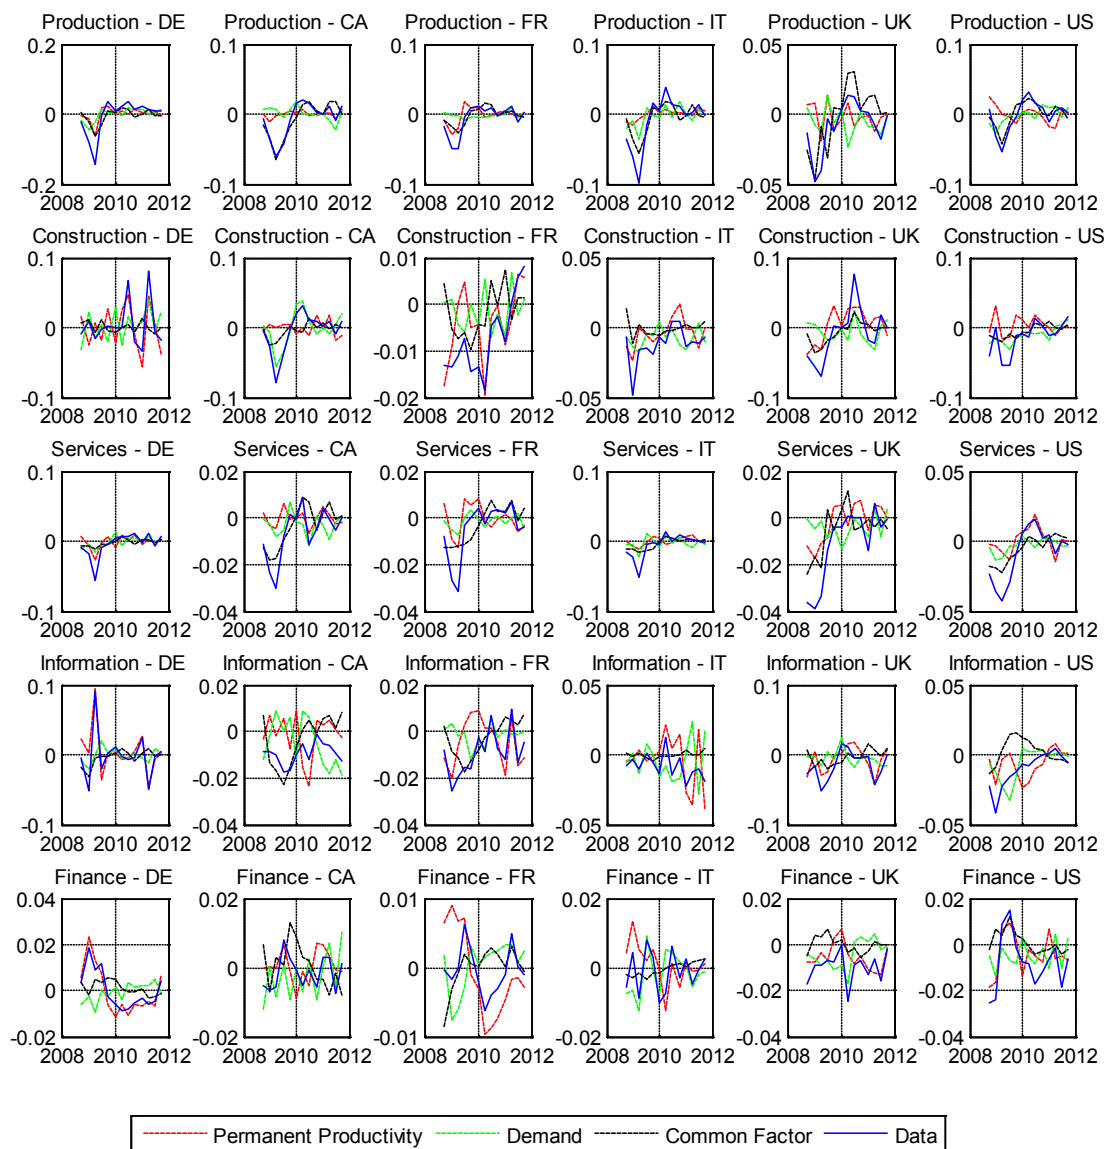 Production - DE Production - CA Production - FR Production - IT Production - UK Production - US
0.2 0.1 0.1 0.1 0.05 0.1
0 0 0 0 0 0
-0.2 -0.1 -0.1 -0.1 -0.05 -0.1
2008 2010 2012 2008 2010 2012 2008 2010 2012 2008 2010 2012 2008 2010 2012 2008 2010 2012
Construction - DE Construction - CA Construction - FR Construction - IT Construction - UK Construction - US
0.1 0.1 0.01 0.05 0.1 0.1
0 0 0 0 0 0
-0.01
-0.1 -0.1 -0.02 -0.05 -0.1 -0.1
2008 2010 2012 2008 2010 2012 2008 2010 2012 2008 2010 2012 2008 2010 2012 2008 2010 2012
Services - DE Services - CA Services - FR Services - IT Services - UK Services - US
0.1 0.02 0.02 0.1 0.02 0.05
0 0 0 0 0 0
-0.02 -0.02 -0.02
-0.1 -0.04 -0.04 -0.1 -0.04 -0.05
2008 2010 2012 2008 2010 2012 2008 2010 2012 2008 2010 2012 2008 2010 2012 2008 2010 2012
Information - DE Information - CA Information - FR Information - IT Information - UK Information - US
0.1 0.02 0.02 0.05 0.1 0.05
0 0 0 0 0 0
-0.02 -0.02
-0.1 -0.04 -0.04 -0.05 -0.1 -0.05
2008 2010 2012 2008 2010 2012 2008 2010 2012 2008 2010 2012 2008 2010 2012 2008 2010 2012
Finance - DE Finance - CA Finance - FR Finance - IT Finance - UK Finance - US
0.04 0.02 0.01 0.02 0.04 0.02
0.02 0.02
0 0 0 0 0 0
-0.02 -0.02
-0.02 -0.02 -0.01 -0.02 -0.04 -0.04
2008 2010 2012 2008 2010 2012 2008 2010 2012 2008 2010 2012 2008 2010 2012 2008 2010 2012
Permanent Productivity Demand Common Factor Data